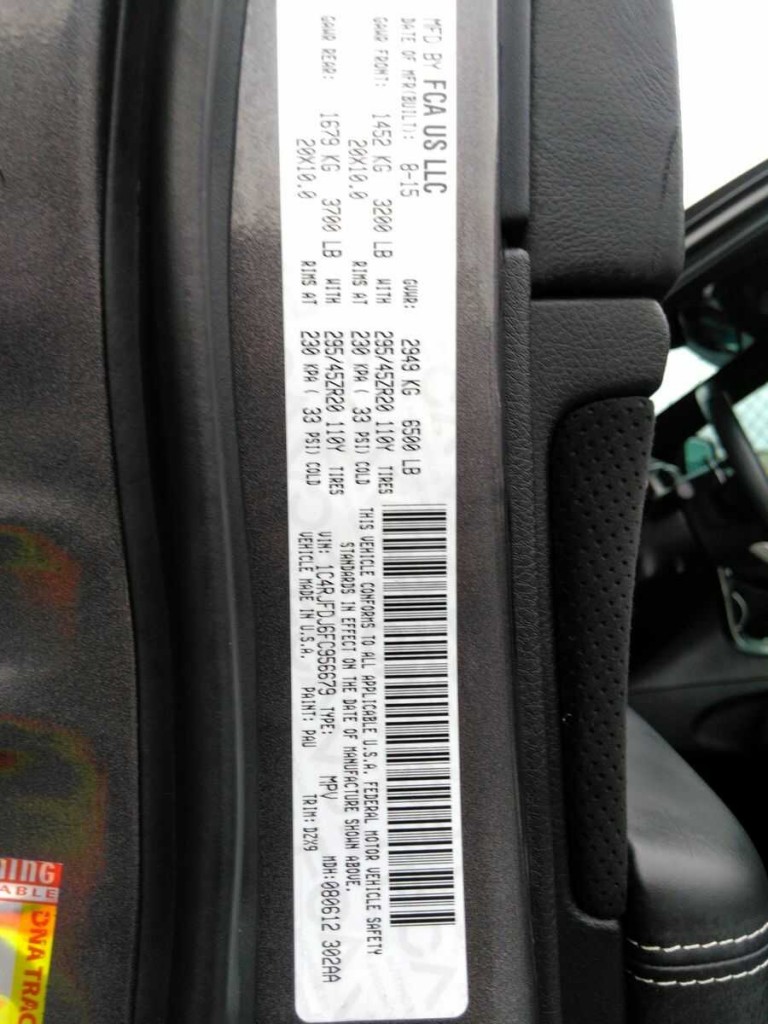 MFD BY FCA US LLC
DATE OF MFR(BUILT): 8-15 GVWR: 2949 KG 6500 LB
GAWR FRONT: 1452 KG 3200 LB WITH 295/45ZR20 110Y TIRES
20X10.0 RIMS AT 230 KPA ( 33 PSI) COLD
GAWR REAR: 1679 KG 3700 LB WITH 295/45ZR20 110Y TIRES
20X10.0 RIMS AT 230 KPA ( 33 PSI) COLD
THIS VEHICLE CONFORMS TO ALL APPLICABLE U.S.A. FEDERAL MOTOR VEHICLE SAFETY
STANDARDS IN EFFECT ON THE DATE OF MANUFACTURE SHOWN ABOVE.
VIN: 1C4RJFDJ6FC956679 TYPE: MPV MDH:080612 302AA
VEHICLE MADE IN U.S.A. PAINT: PAU TRIM: DZX9
DNA TRAC